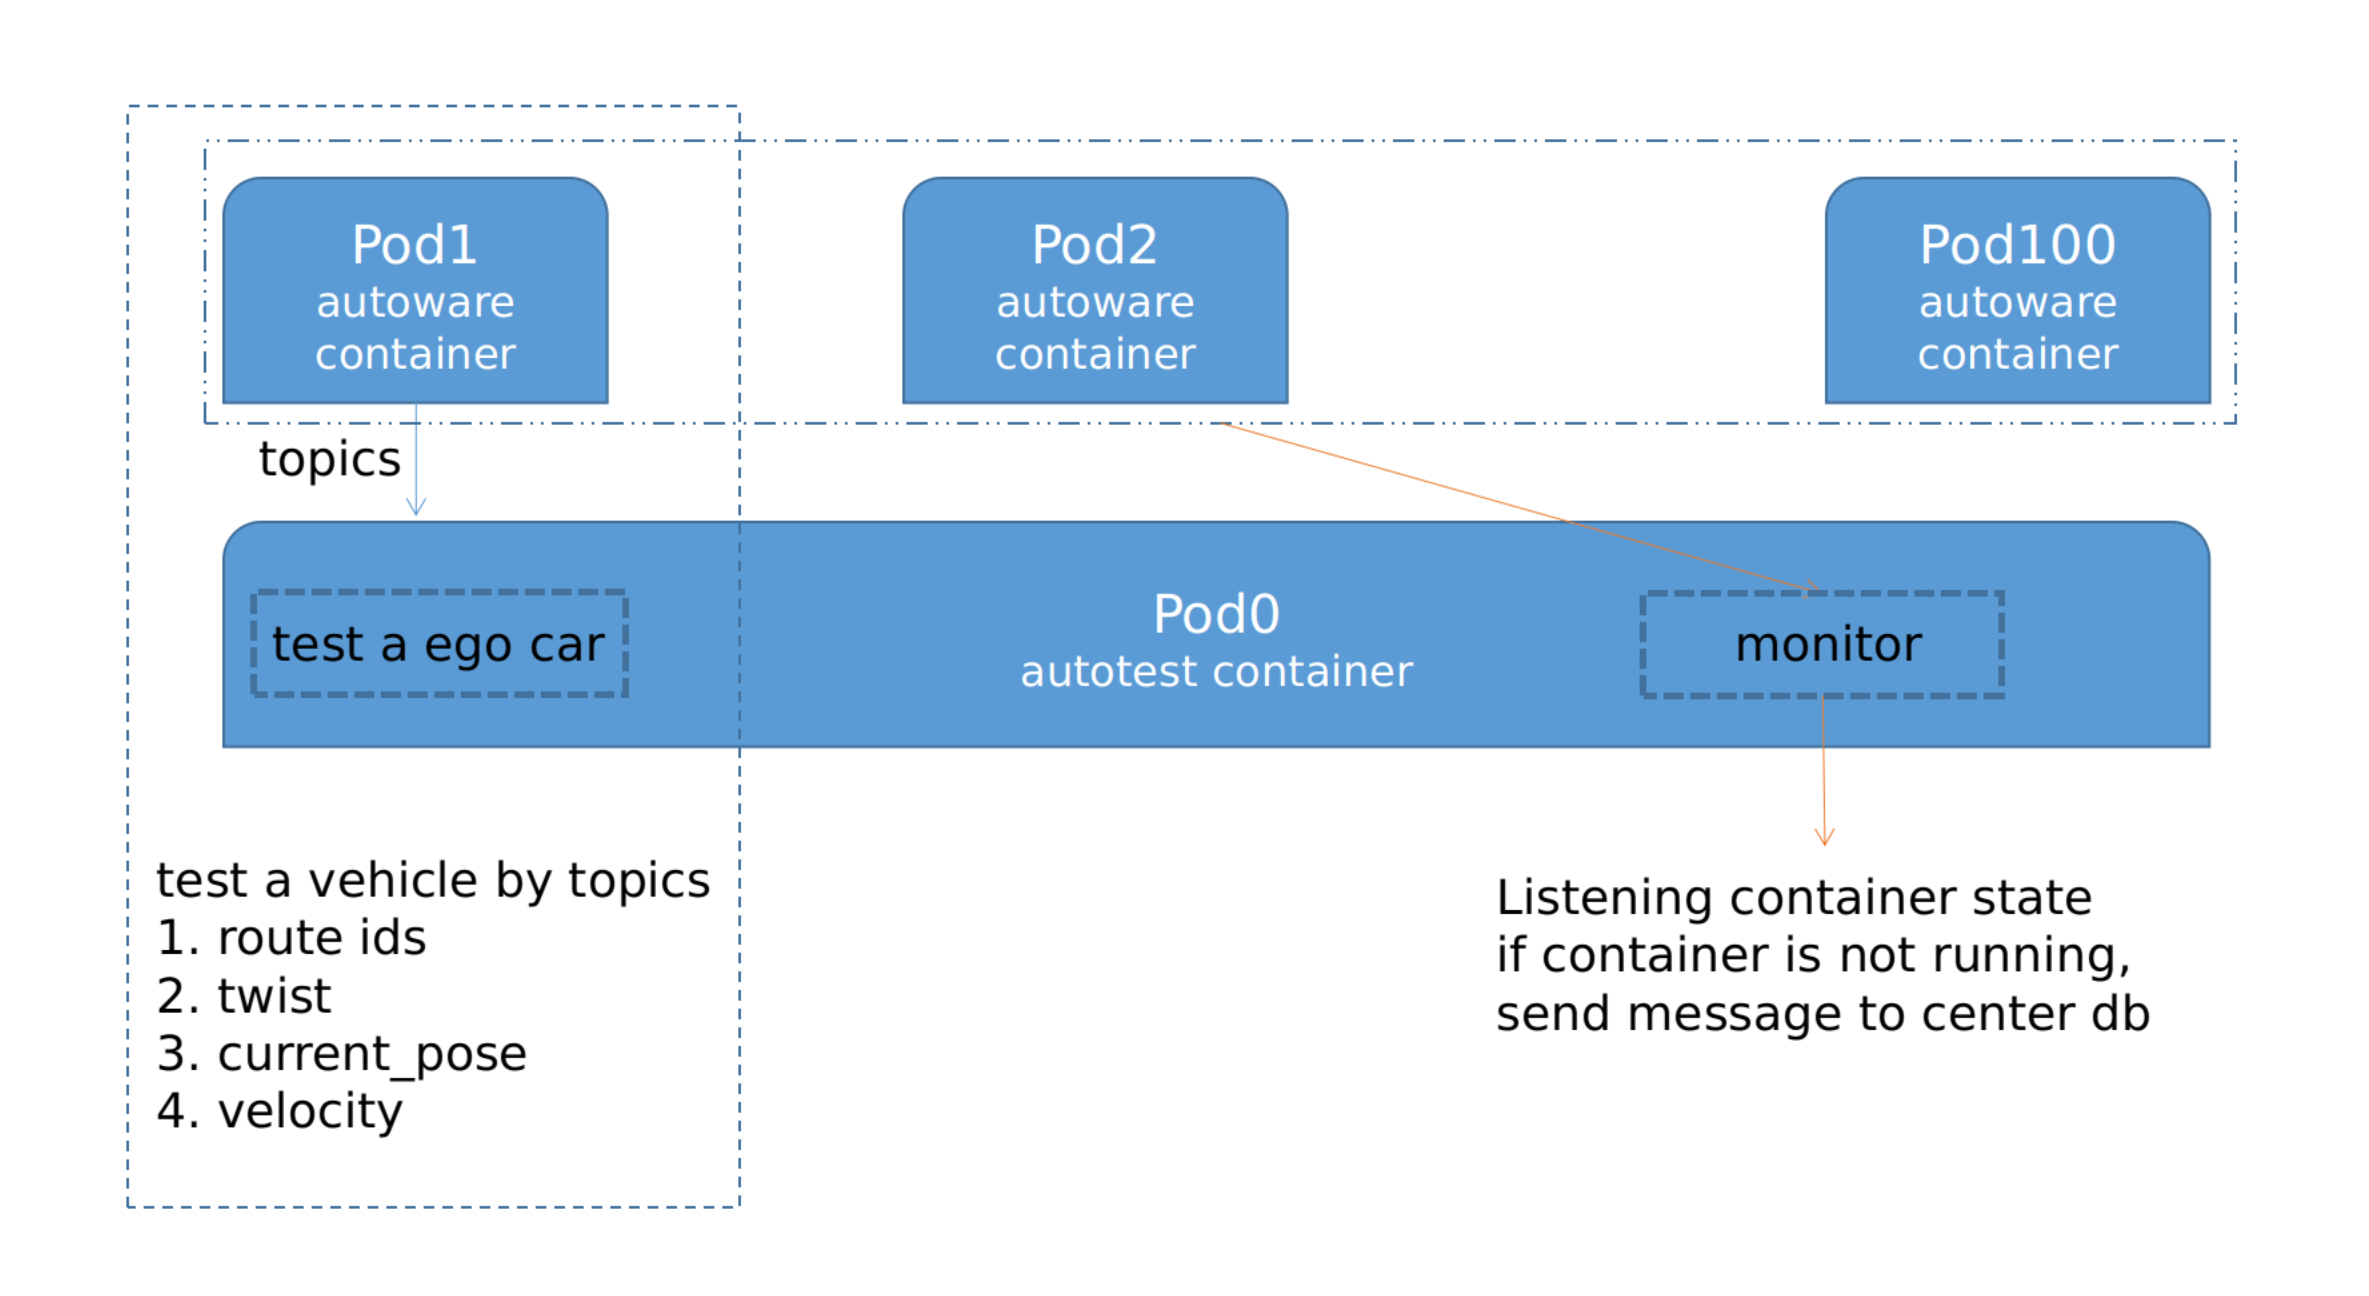 Pod1
autoware
container
Pod2
autoware
container
Pod100
autoware
container
topics
test a ego car
Pod0
autotest container
monitor
test a vehicle by topics
1. route ids
2. twist
3. current_pose
4. velocity
Listening container state
if container is not running,
send message to center db